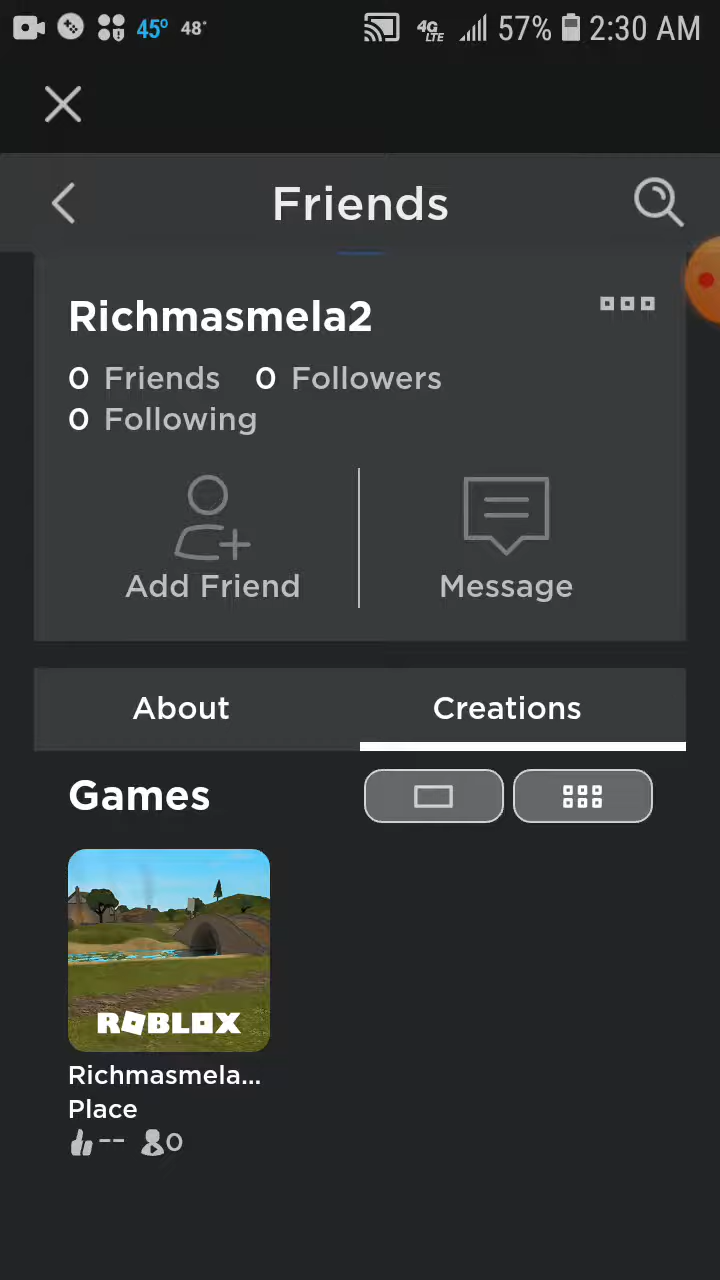 45° 48° 4G LTE 57% 2:30 AM
Friends
Richmasmela2
0 Friends 0 Followers
0 Following
Add Friend Message
About Creations
Games
ROBLOX
Richmasmela...
Place
-- 0